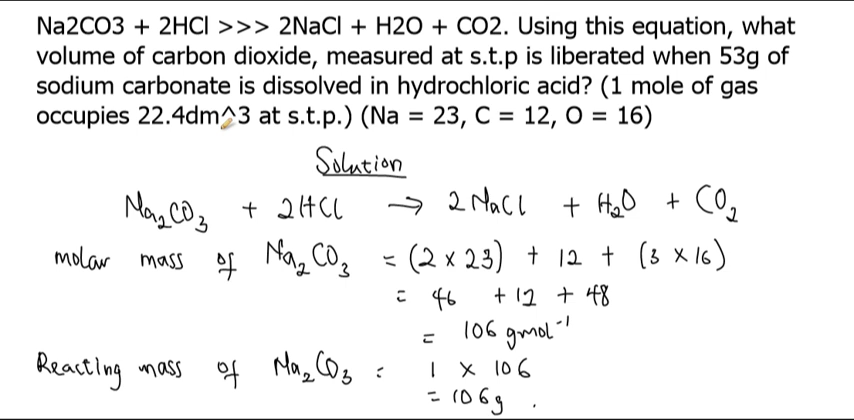 Na2CO3 + 2HCl >>> 2NaCl + H2O + CO2. Using this equation, what
volume of carbon dioxide, measured at s.t.p is liberated when 53g of
sodium carbonate is dissolved in hydrochloric acid? (1 mole of gas
occupies 22.4dm^3 at s.t.p.) (Na = 23, C = 12, O = 16)
Solution
Na₂CO₃ + 2HCl → 2NaCl + H₂O + CO₂
molar mass of Na₂CO₃ = (2 x 23) + 12 + (3 x 16)
= 46 + 12 + 48
= 106 gmol⁻¹
Reacting mass of Na₂CO₃ = 1 x 106
= 106g.